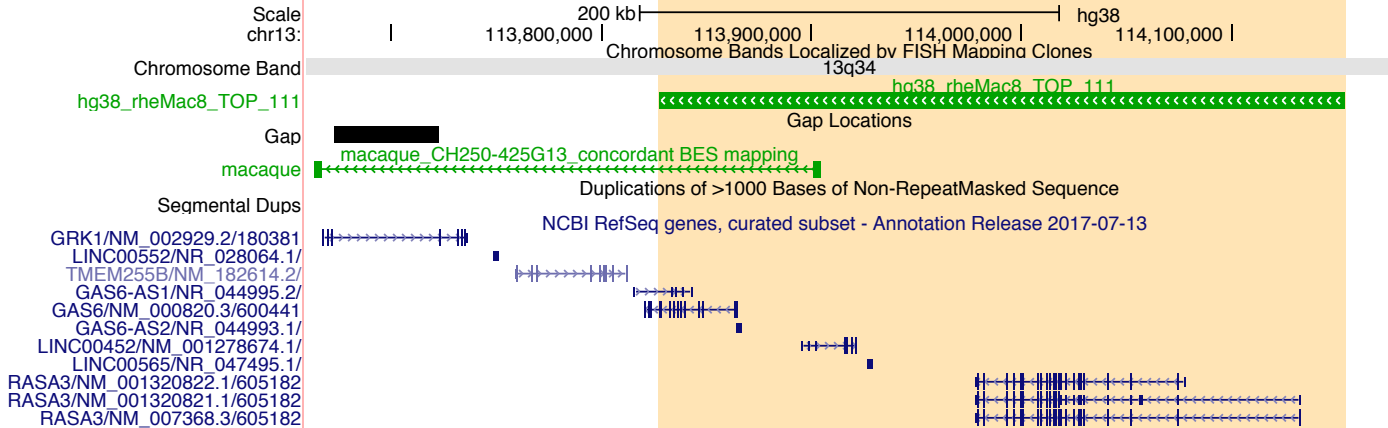 Scale 200 kb hg38
chr13: 113,800,000 113,900,000 114,000,000 114,100,000
Chromosome Bands Localized by FISH Mapping Clones
Chromosome Band 13q34
hg38_rheMac8_TOP_111
hg38_rheMac8_TOP_111
Gap Locations
Gap
macaque_CH250-425G13_concordant BES mapping
macaque
Duplications of >1000 Bases of Non-RepeatMasked Sequence
Segmental Dups
NCBI RefSeq genes, curated subset - Annotation Release 2017-07-13
GRK1/NM_002929.2/180381
LINC00552/NR_028064.1/
TMEM255B/NM_182614.2/
GAS6-AS1/NR_044995.2/
GAS6/NM_000820.3/600441
GAS6-AS2/NR_044993.1/
LINC00452/NM_001278674.1/
LINC00565/NR_047495.1/
RASA3/NM_001320822.1/605182
RASA3/NM_001320821.1/605182
RASA3/NM_007368.3/605182